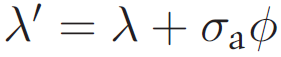 λ′ = λ + σₐϕ